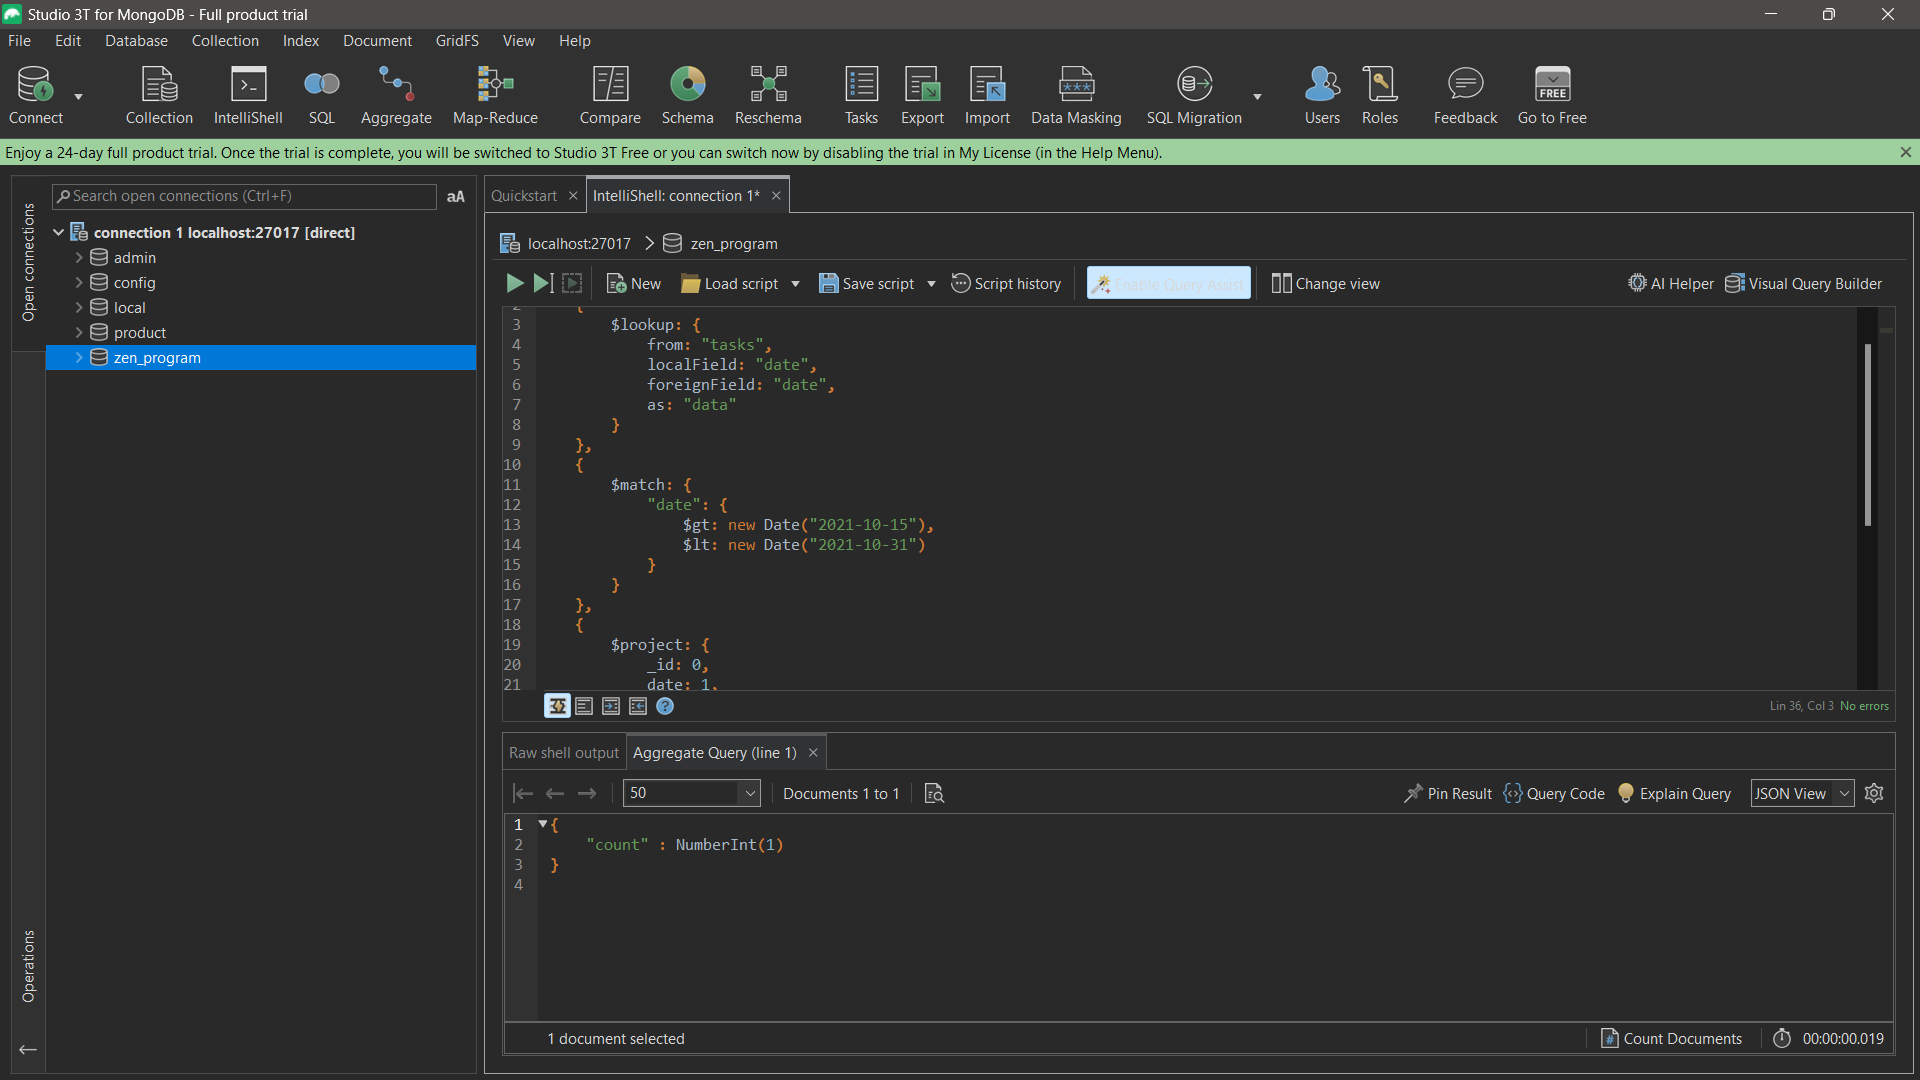 Studio 3T for MongoDB - Full product trial
File Edit Database Collection Index Document GridFS View Help
Connect Collection IntelliShell SQL Aggregate Map-Reduce Compare Schema Reschema Tasks Export Import Data Masking SQL Migration Users Roles Feedback Go to Free
FREE
Enjoy a 24-day full product trial. Once the trial is complete, you will be switched to Studio 3T Free or you can switch now by disabling the trial in My License (in the Help Menu).
Open connections
Search open connections (Ctrl+F) aA
connection 1 localhost:27017 [direct]
admin
config
local
product
zen_program
Operations
Quickstart IntelliShell: connection 1*
localhost:27017 zen_program
New Load script Save script Script history Enable Query Assist Change view AI Helper Visual Query Builder
2 {
3 $lookup: {
4 from: "tasks",
5 localField: "date",
6 foreignField: "date",
7 as: "data"
8 }
9 },
10 {
11 $match: {
12 "date": {
13 $gt: new Date("2021-10-15"),
14 $lt: new Date("2021-10-31")
15 }
16 }
17 },
18 {
19 $project: {
20 _id: 0,
21 date: 1,
Lin 36, Col 3 No errors
Raw shell output Aggregate Query (line 1)
50 Documents 1 to 1 Pin Result Query Code Explain Query JSON View
1 {
2 "count" : NumberInt(1)
3 }
4
1 document selected Count Documents 00:00:00.019